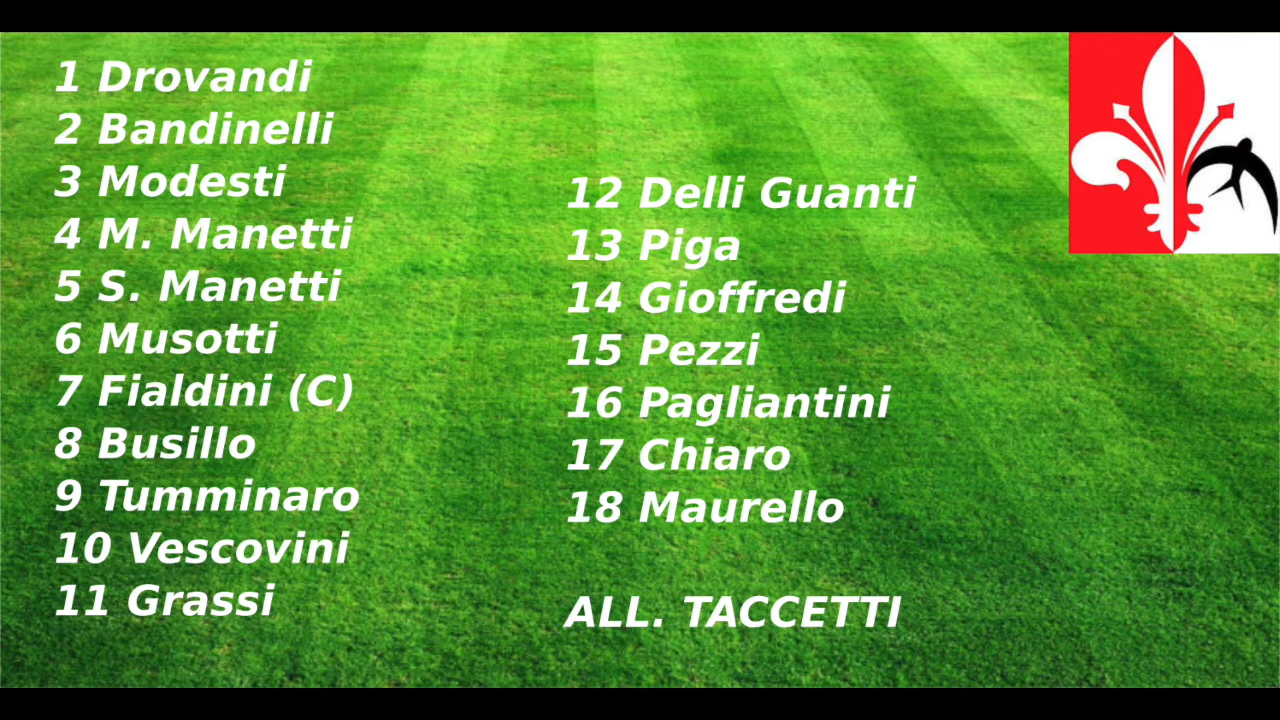 1 Drovandi
2 Bandinelli
3 Modesti
4 M. Manetti
5 S. Manetti
6 Musotti
7 Fialdini (C)
8 Busillo
9 Tumminaro
10 Vescovini
11 Grassi
12 Delli Guanti
13 Piga
14 Gioffredi
15 Pezzi
16 Pagliantini
17 Chiaro
18 Maurello
ALL. TACCETTI